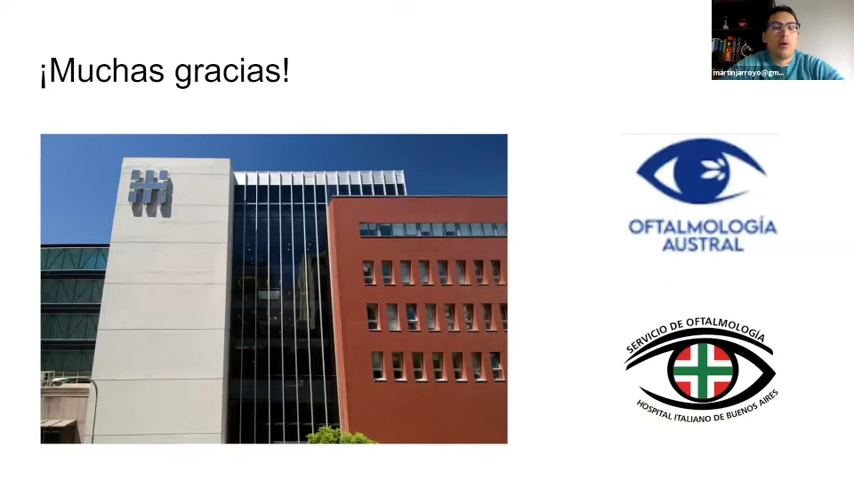 ¡Muchas gracias!
martinjarroyo@gm...
OFTALMOLOGÍA
AUSTRAL
SERVICIO DE OFTALMOLOGÍA
HOSPITAL ITALIANO DE BUENOS AIRES